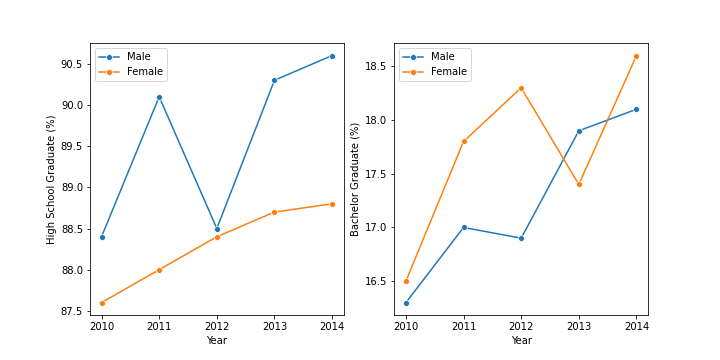 High School Graduate (%)
90.5
90.0
89.5
89.0
88.5
88.0
87.5
Male
Female
2010 2011 2012 2013 2014
Year
Bachelor Graduate (%)
18.5
18.0
17.5
17.0
16.5
Male
Female
2010 2011 2012 2013 2014
Year